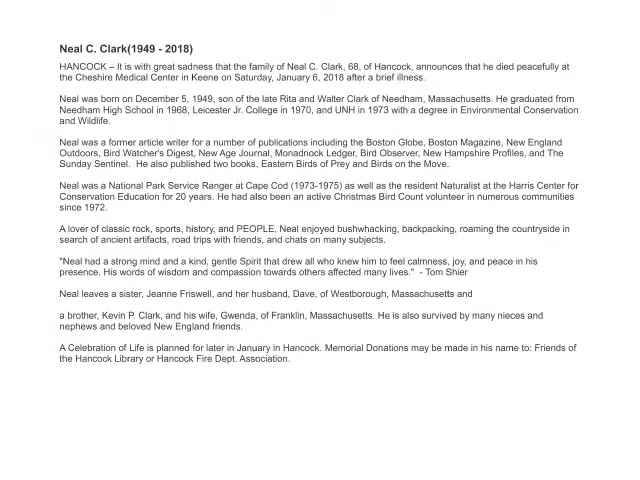 Neal C. Clark(1949 - 2018)
HANCOCK – It is with great sadness that the family of Neal C. Clark, 68, of Hancock, announces that he died peacefully at
the Cheshire Medical Center in Keene on Saturday, January 6, 2018 after a brief illness.
Neal was born on December 5, 1949, son of the late Rita and Walter Clark of Needham, Massachusetts. He graduated from
Needham High School in 1968, Leicester Jr. College in 1970, and UNH in 1973 with a degree in Environmental Conservation
and Wildlife.
Neal was a former article writer for a number of publications including the Boston Globe, Boston Magazine, New England
Outdoors, Bird Watcher's Digest, New Age Journal, Monadnock Ledger, Bird Observer, New Hampshire Profiles, and The
Sunday Sentinel.  He also published two books, Eastern Birds of Prey and Birds on the Move.
Neal was a National Park Service Ranger at Cape Cod (1973-1975) as well as the resident Naturalist at the Harris Center for
Conservation Education for 20 years. He had also been an active Christmas Bird Count volunteer in numerous communities
since 1972.
A lover of classic rock, sports, history, and PEOPLE, Neal enjoyed bushwhacking, backpacking, roaming the countryside in
search of ancient artifacts, road trips with friends, and chats on many subjects.
"Neal had a strong mind and a kind, gentle Spirit that drew all who knew him to feel calmness, joy, and peace in his
presence. His words of wisdom and compassion towards others affected many lives."  - Tom Shier
Neal leaves a sister, Jeanne Friswell, and her husband, Dave, of Westborough, Massachusetts and
a brother, Kevin P. Clark, and his wife, Gwenda, of Franklin, Massachusetts. He is also survived by many nieces and
nephews and beloved New England friends.
A Celebration of Life is planned for later in January in Hancock. Memorial Donations may be made in his name to: Friends of
the Hancock Library or Hancock Fire Dept. Association.